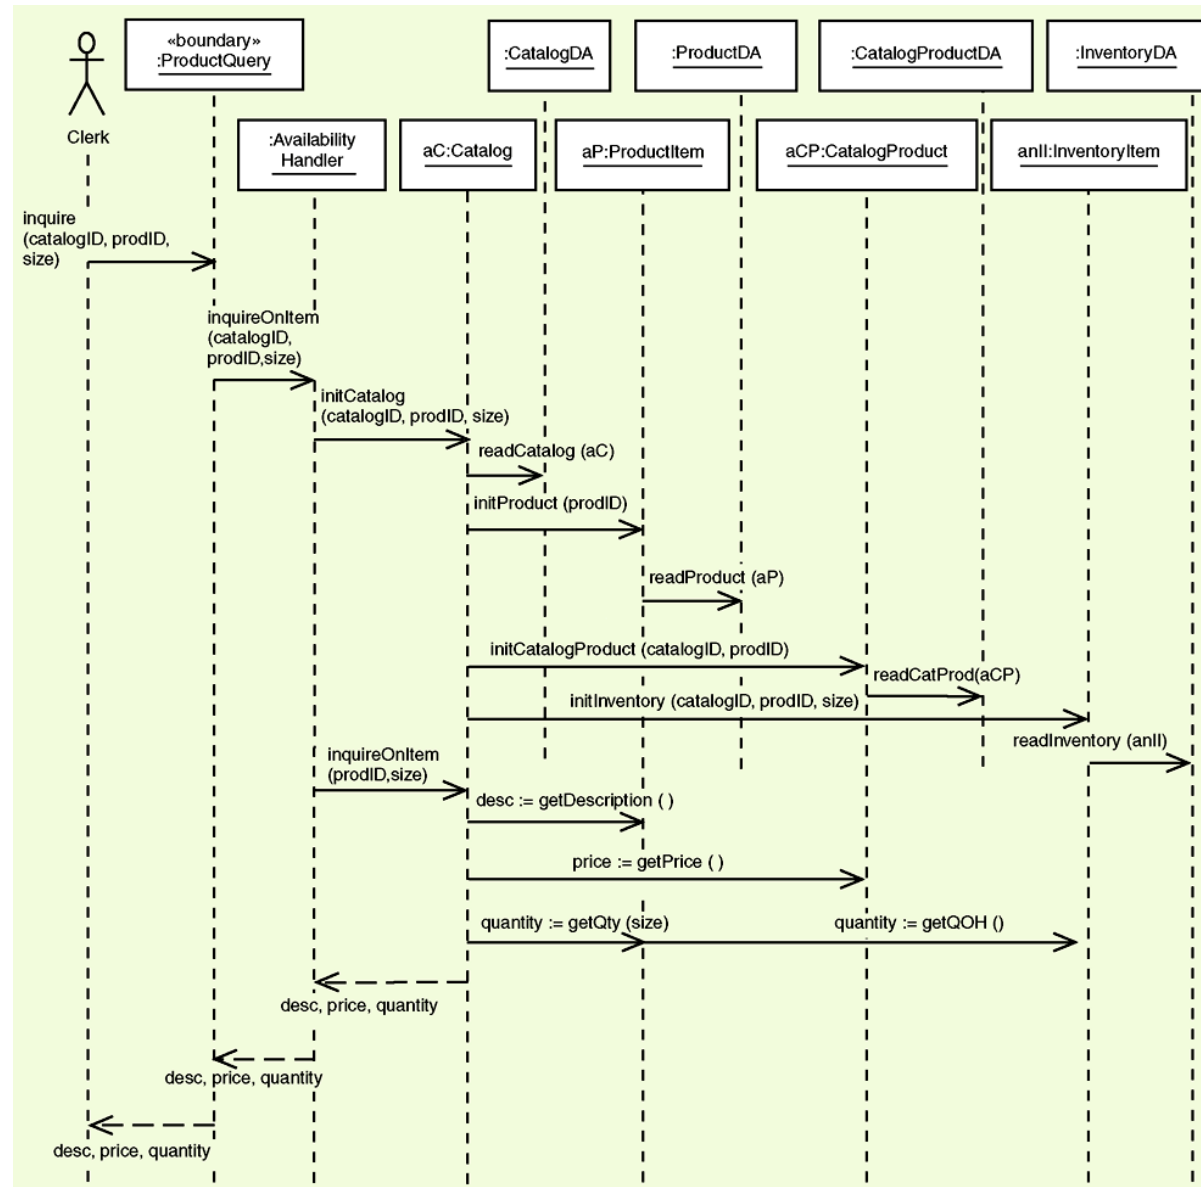 «boundary»
:ProductQuery
:CatalogDA
:ProductDA
:CatalogProductDA
:InventoryDA
Clerk
:Availability
Handler
aC:Catalog
aP:ProductItem
aCP:CatalogProduct
anII:InventoryItem
inquire
(catalogID, prodID,
size)
inquireOnItem
(catalogID,
prodID,size)
initCatalog
(catalogID, prodID, size)
readCatalog (aC)
initProduct (prodID)
readProduct (aP)
initCatalogProduct (catalogID, prodID)
readCatProd(aCP)
initInventory (catalogID, prodID, size)
readInventory (anII)
inquireOnItem
(prodID,size)
desc := getDescription ( )
price := getPrice ( )
quantity := getQty (size)
quantity := getQOH ()
desc, price, quantity
desc, price, quantity
desc, price, quantity